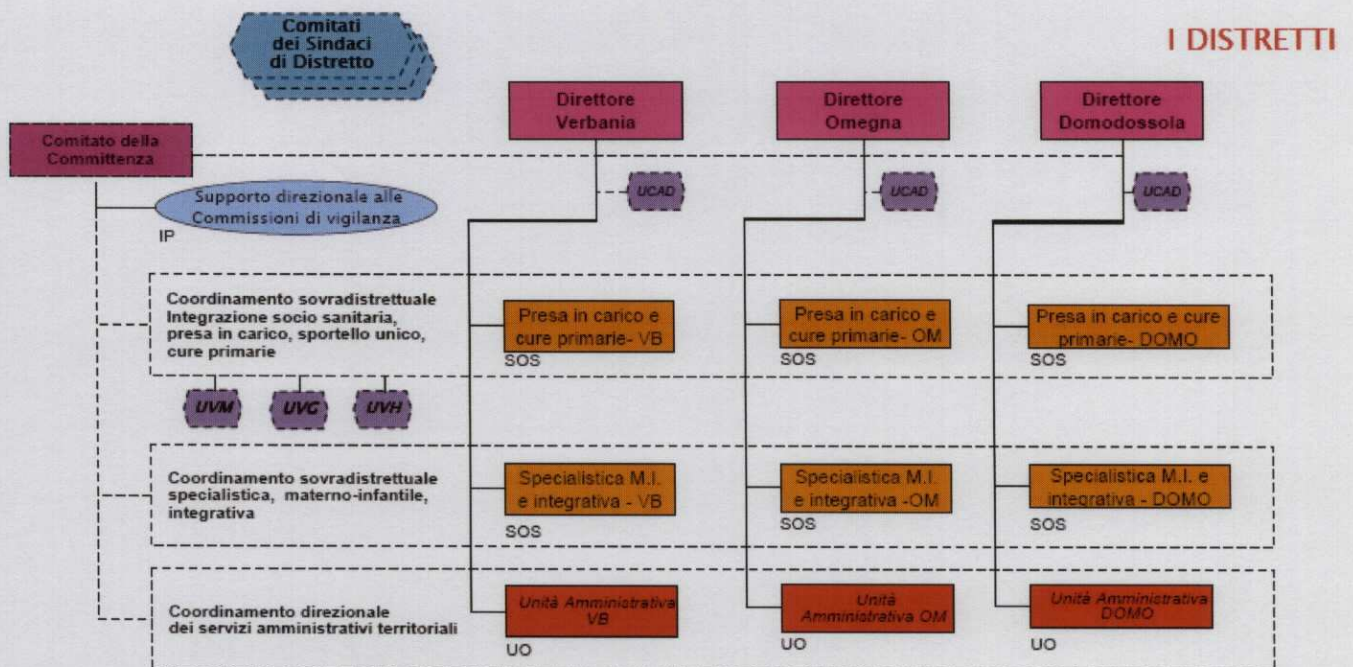 Comitati
dei Sindaci
di Distretto
I DISTRETTI
Direttore
Verbania
Direttore
Omegna
Direttore
Domodossola
Comitato della
Committenza
UCAD
UCAD
UCAD
Supporto direzionale alle
Commissioni di vigilanza
IP
Coordinamento sovradistrettuale
Integrazione socio sanitaria,
presa in carico, sportello unico,
cure primarie
Presa in carico e
cure primarie- VB
SOS
Presa in carico e
cure primarie- OM
SOS
Presa in carico e cure
primarie- DOMO
SOS
UVM
UVG
UVH
Coordinamento sovradistrettuale
specialistica, materno-infantile,
integrativa
Specialistica M.I.
e integrativa - VB
SOS
Specialistica M.I.
e integrativa -OM
SOS
Specialistica M.I.
e integrativa - DOMO
SOS
Coordinamento direzionale
dei servizi amministrativi territoriali
Unità Amministrativa
VB
UO
Unità
Amministrativa OM
UO
Unità Amministrativa
DOMO
UO